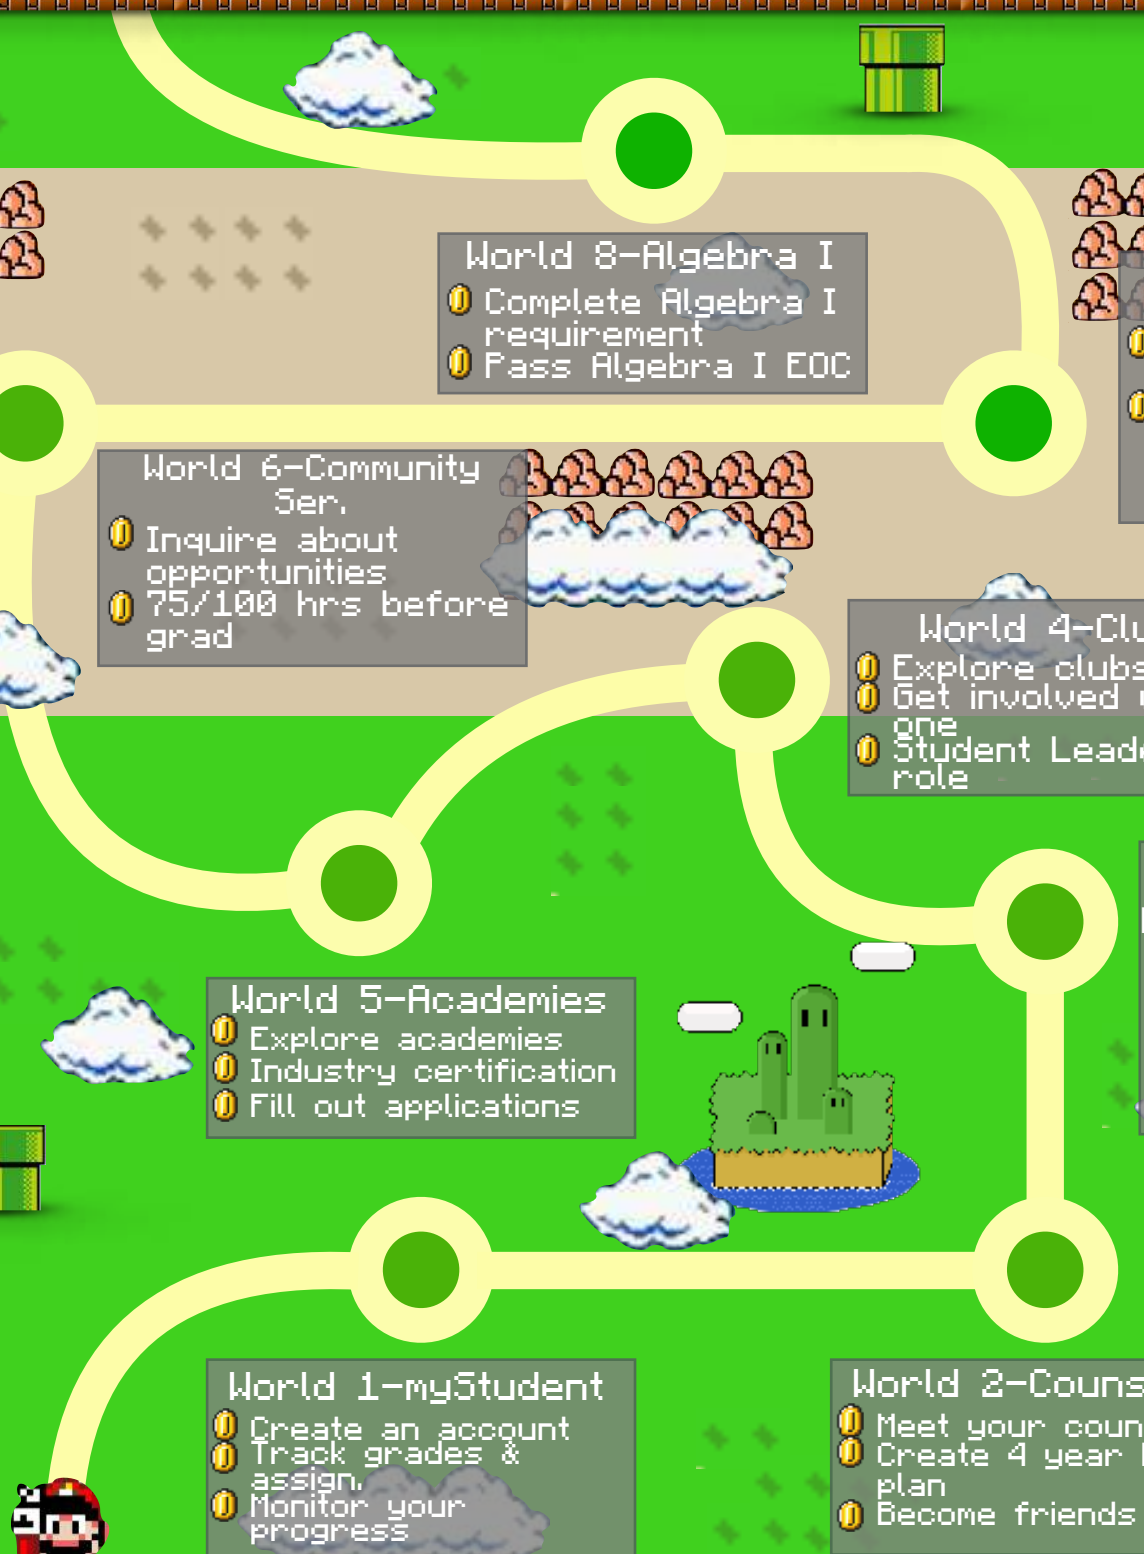 World 8-Algebra I
Complete Algebra I
requirement
Pass Algebra I EOC
World 6-Community
Ser.
Inquire about
opportunities
75/100 hrs before
grad
World 4-Clu
Explore clubs
Get involved
one
Student Leade
role
World 5-Academies
Explore academies
Industry certification
Fill out applications
World 1-myStudent
Create an account
Track grades &
assign.
Monitor your
progress
World 2-Couns
Meet your coun
Create 4 year
plan
Become friends